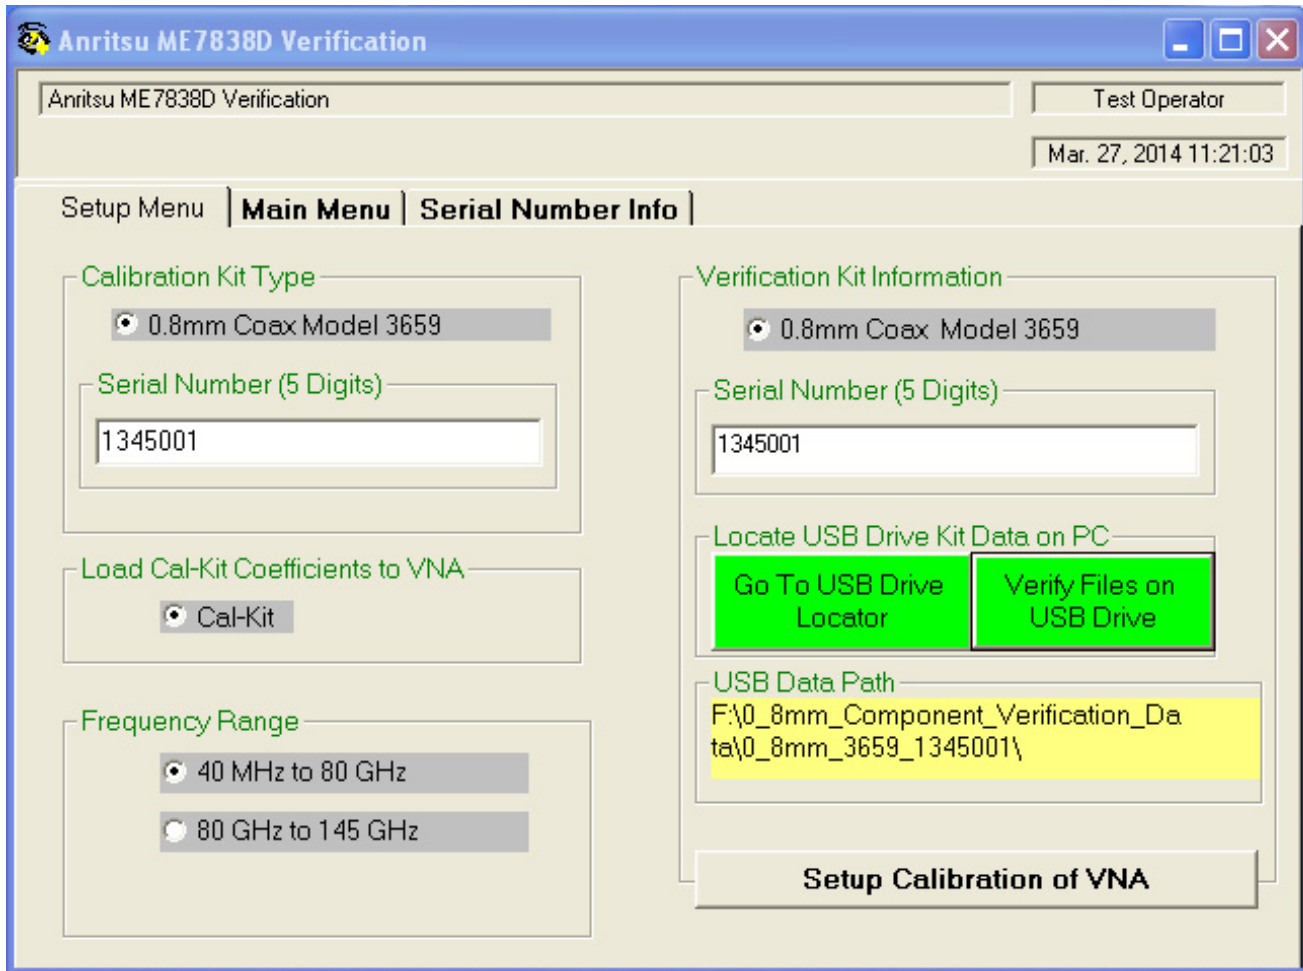 Anritsu ME7838D Verification
Anritsu ME7838D Verification
Test Operator
Mar. 27, 2014 11:21:03
Setup Menu
Main Menu
Serial Number Info
Calibration Kit Type
0.8mm Coax Model 3659
Serial Number (5 Digits)
1345001
Load Cal-Kit Coefficients to VNA
Cal-Kit
Frequency Range
40 MHz to 80 GHz
80 GHz to 145 GHz
Verification Kit Information
0.8mm Coax  Model 3659
Serial Number (5 Digits)
1345001
Locate USB Drive Kit Data on PC
Go To USB Drive
Locator
Verify Files on
USB Drive
USB Data Path
F:\0_8mm_Component_Verification_Da
ta\0_8mm_3659_1345001\
Setup Calibration of VNA